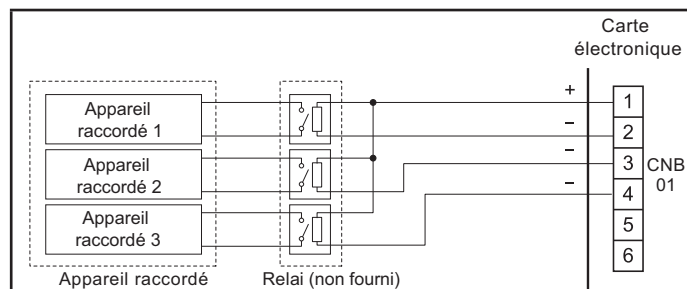 Carte
électronique
Appareil
raccordé 1
Appareil
raccordé 2
Appareil
raccordé 3
+
–
–
–
1
2
3
4
5
6
CNB
01
Appareil raccordé
Relai (non fourni)